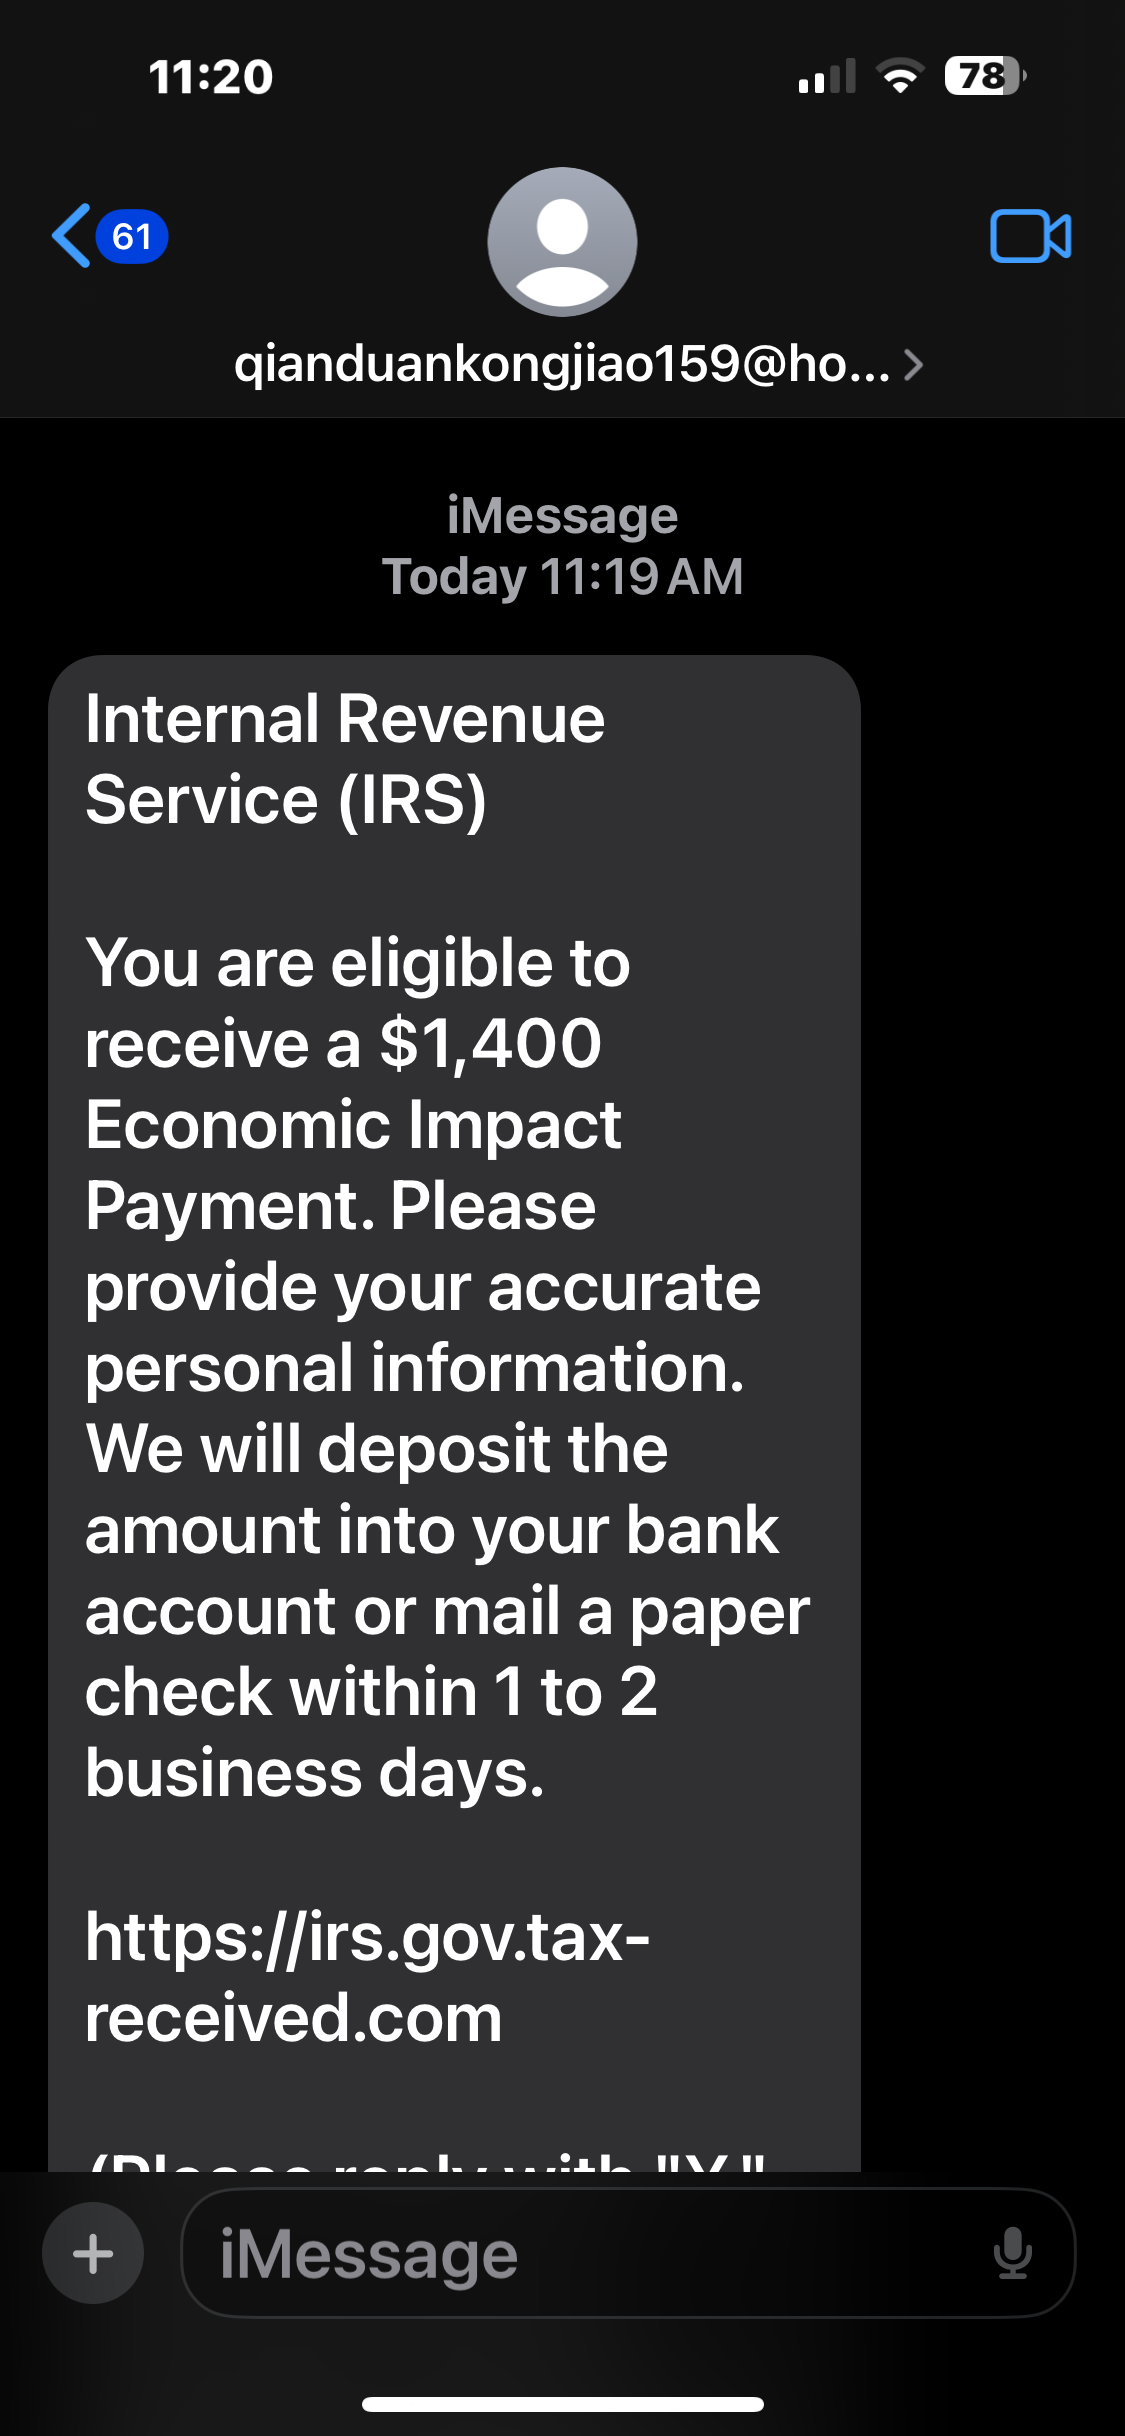 11:20
78
61
qianduankongjiao159@ho...
iMessage
Today 11:19 AM
Internal Revenue
Service (IRS)
You are eligible to
receive a $1,400
Economic Impact
Payment. Please
provide your accurate
personal information.
We will deposit the
amount into your bank
account or mail a paper
check within 1 to 2
business days.
https://irs.gov.tax-
received.com
(Please reply with "Y,"
iMessage